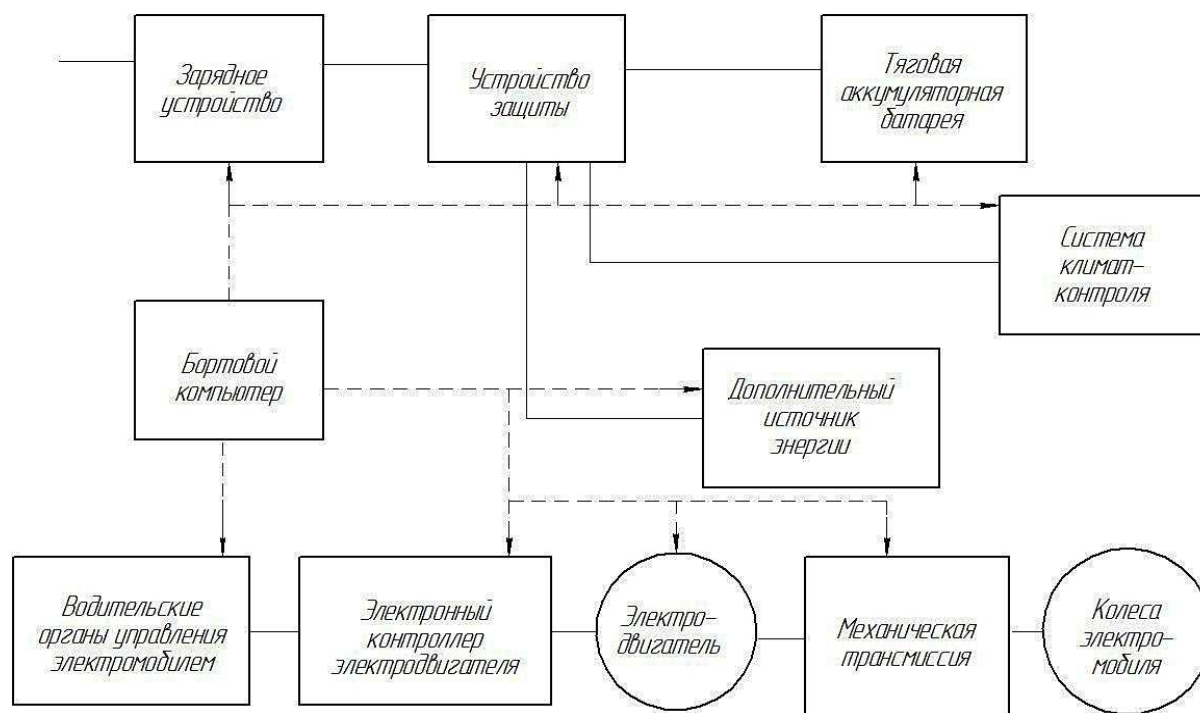 Зарядное
устройство
Устройство
защиты
Тяговая
аккумуляторная
батарея
Система
климат-
контроля
Бортовой
компьютер
Дополнительный
источник
энергии
Водительские
органы управления
электромобилем
Электронный
контроллер
электродвигателя
Электро-
двигатель
Механическая
трансмиссия
Колеса
электро-
мобиля